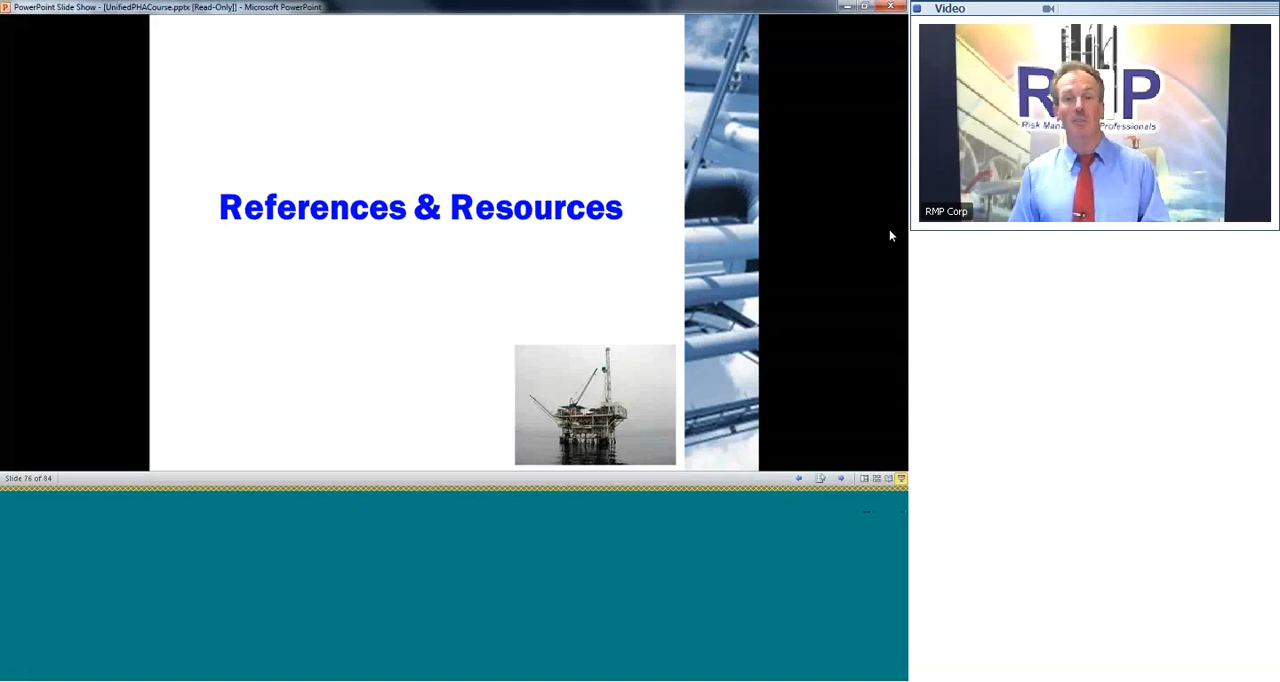 PowerPoint Slide Show - [UnifiedPHACourse.pptx [Read-Only]] - Microsoft PowerPoint
Video
References & Resources
R P
Risk Mana Professionals
RMP Corp
Slide 76 of 84